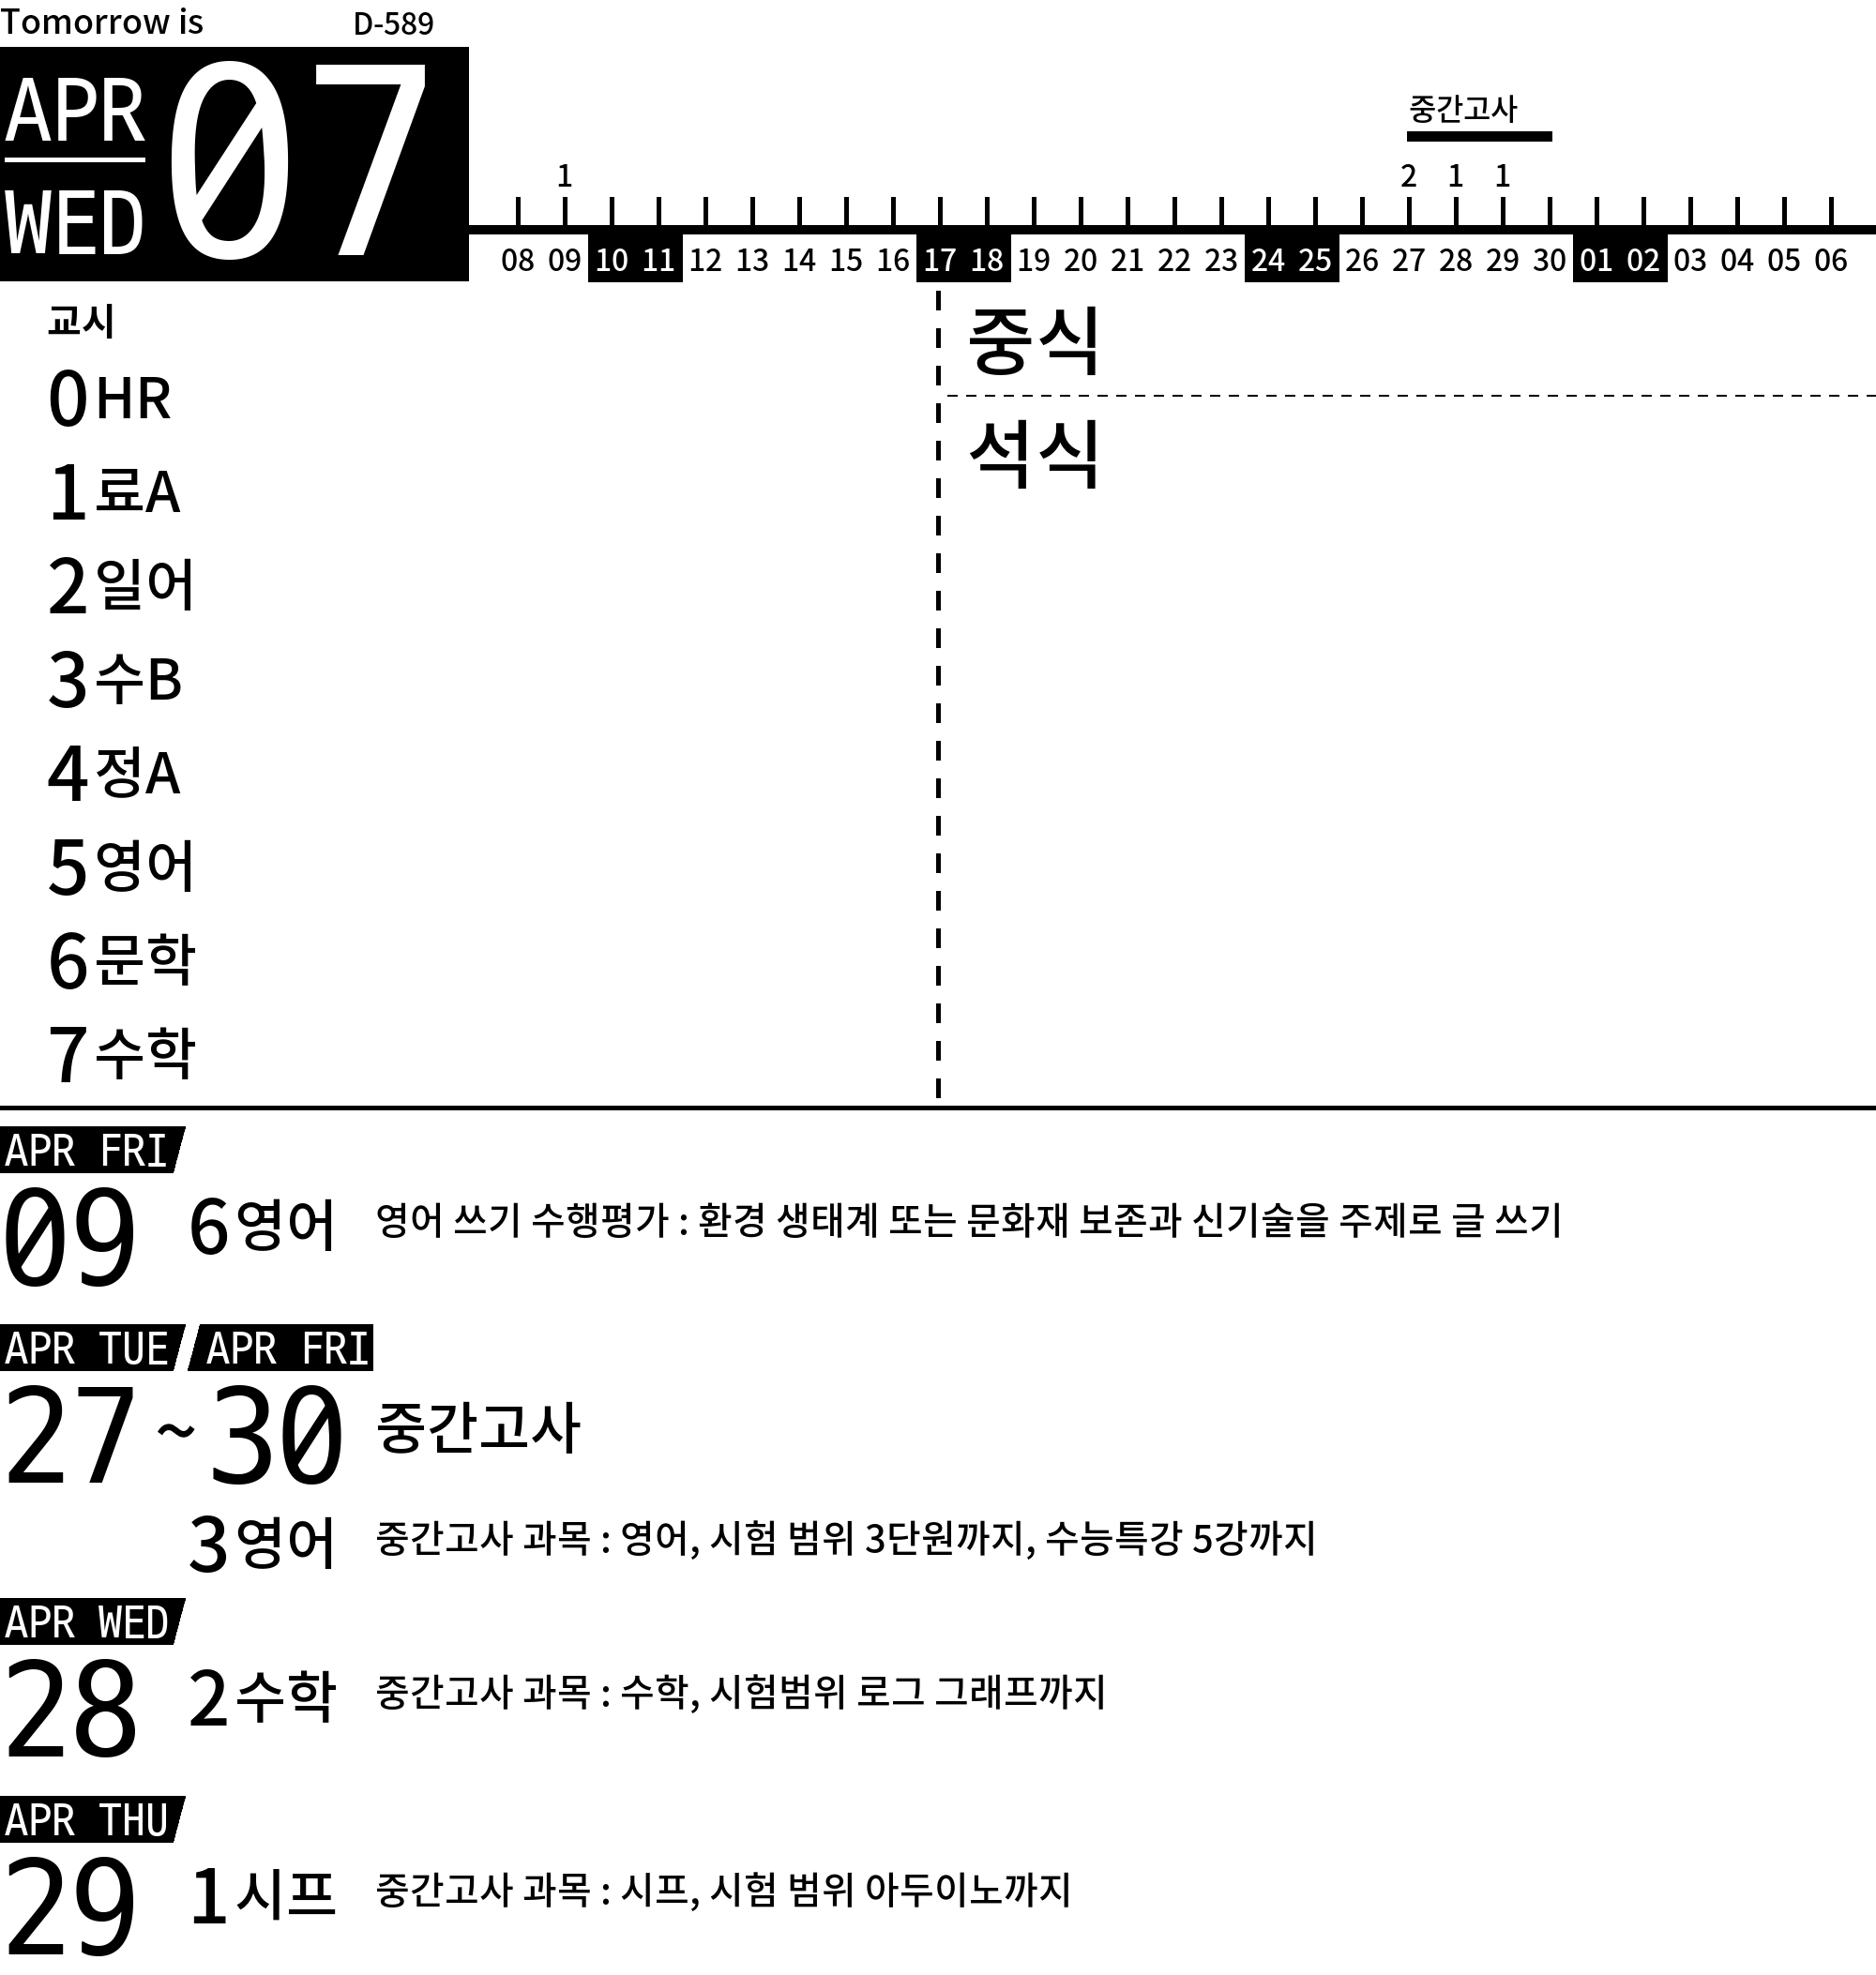 Tomorrow is D-589
APR
WED
07
중간고사
1 2 1 1
08 09 10 11 12 13 14 15 16 17 18 19 20 21 22 23 24 25 26 27 28 29 30 01 02 03 04 05 06
교시
0 HR
1 료A
2 일어
3 수B
4 정A
5 영어
6 문학
7 수학
중식
석식
APR FRI
09 6 영어 영어 쓰기 수행평가 : 환경 생태계 또는 문화재 보존과 신기술을 주제로 글 쓰기
APR TUE APR FRI
27 ~ 30 중간고사
3 영어 중간고사 과목 : 영어, 시험 범위 3단원까지, 수능특강 5강까지
APR WED
28 2 수학 중간고사 과목 : 수학, 시험범위 로그 그래프까지
APR THU
29 1 시프 중간고사 과목 : 시프, 시험 범위 아두이노까지